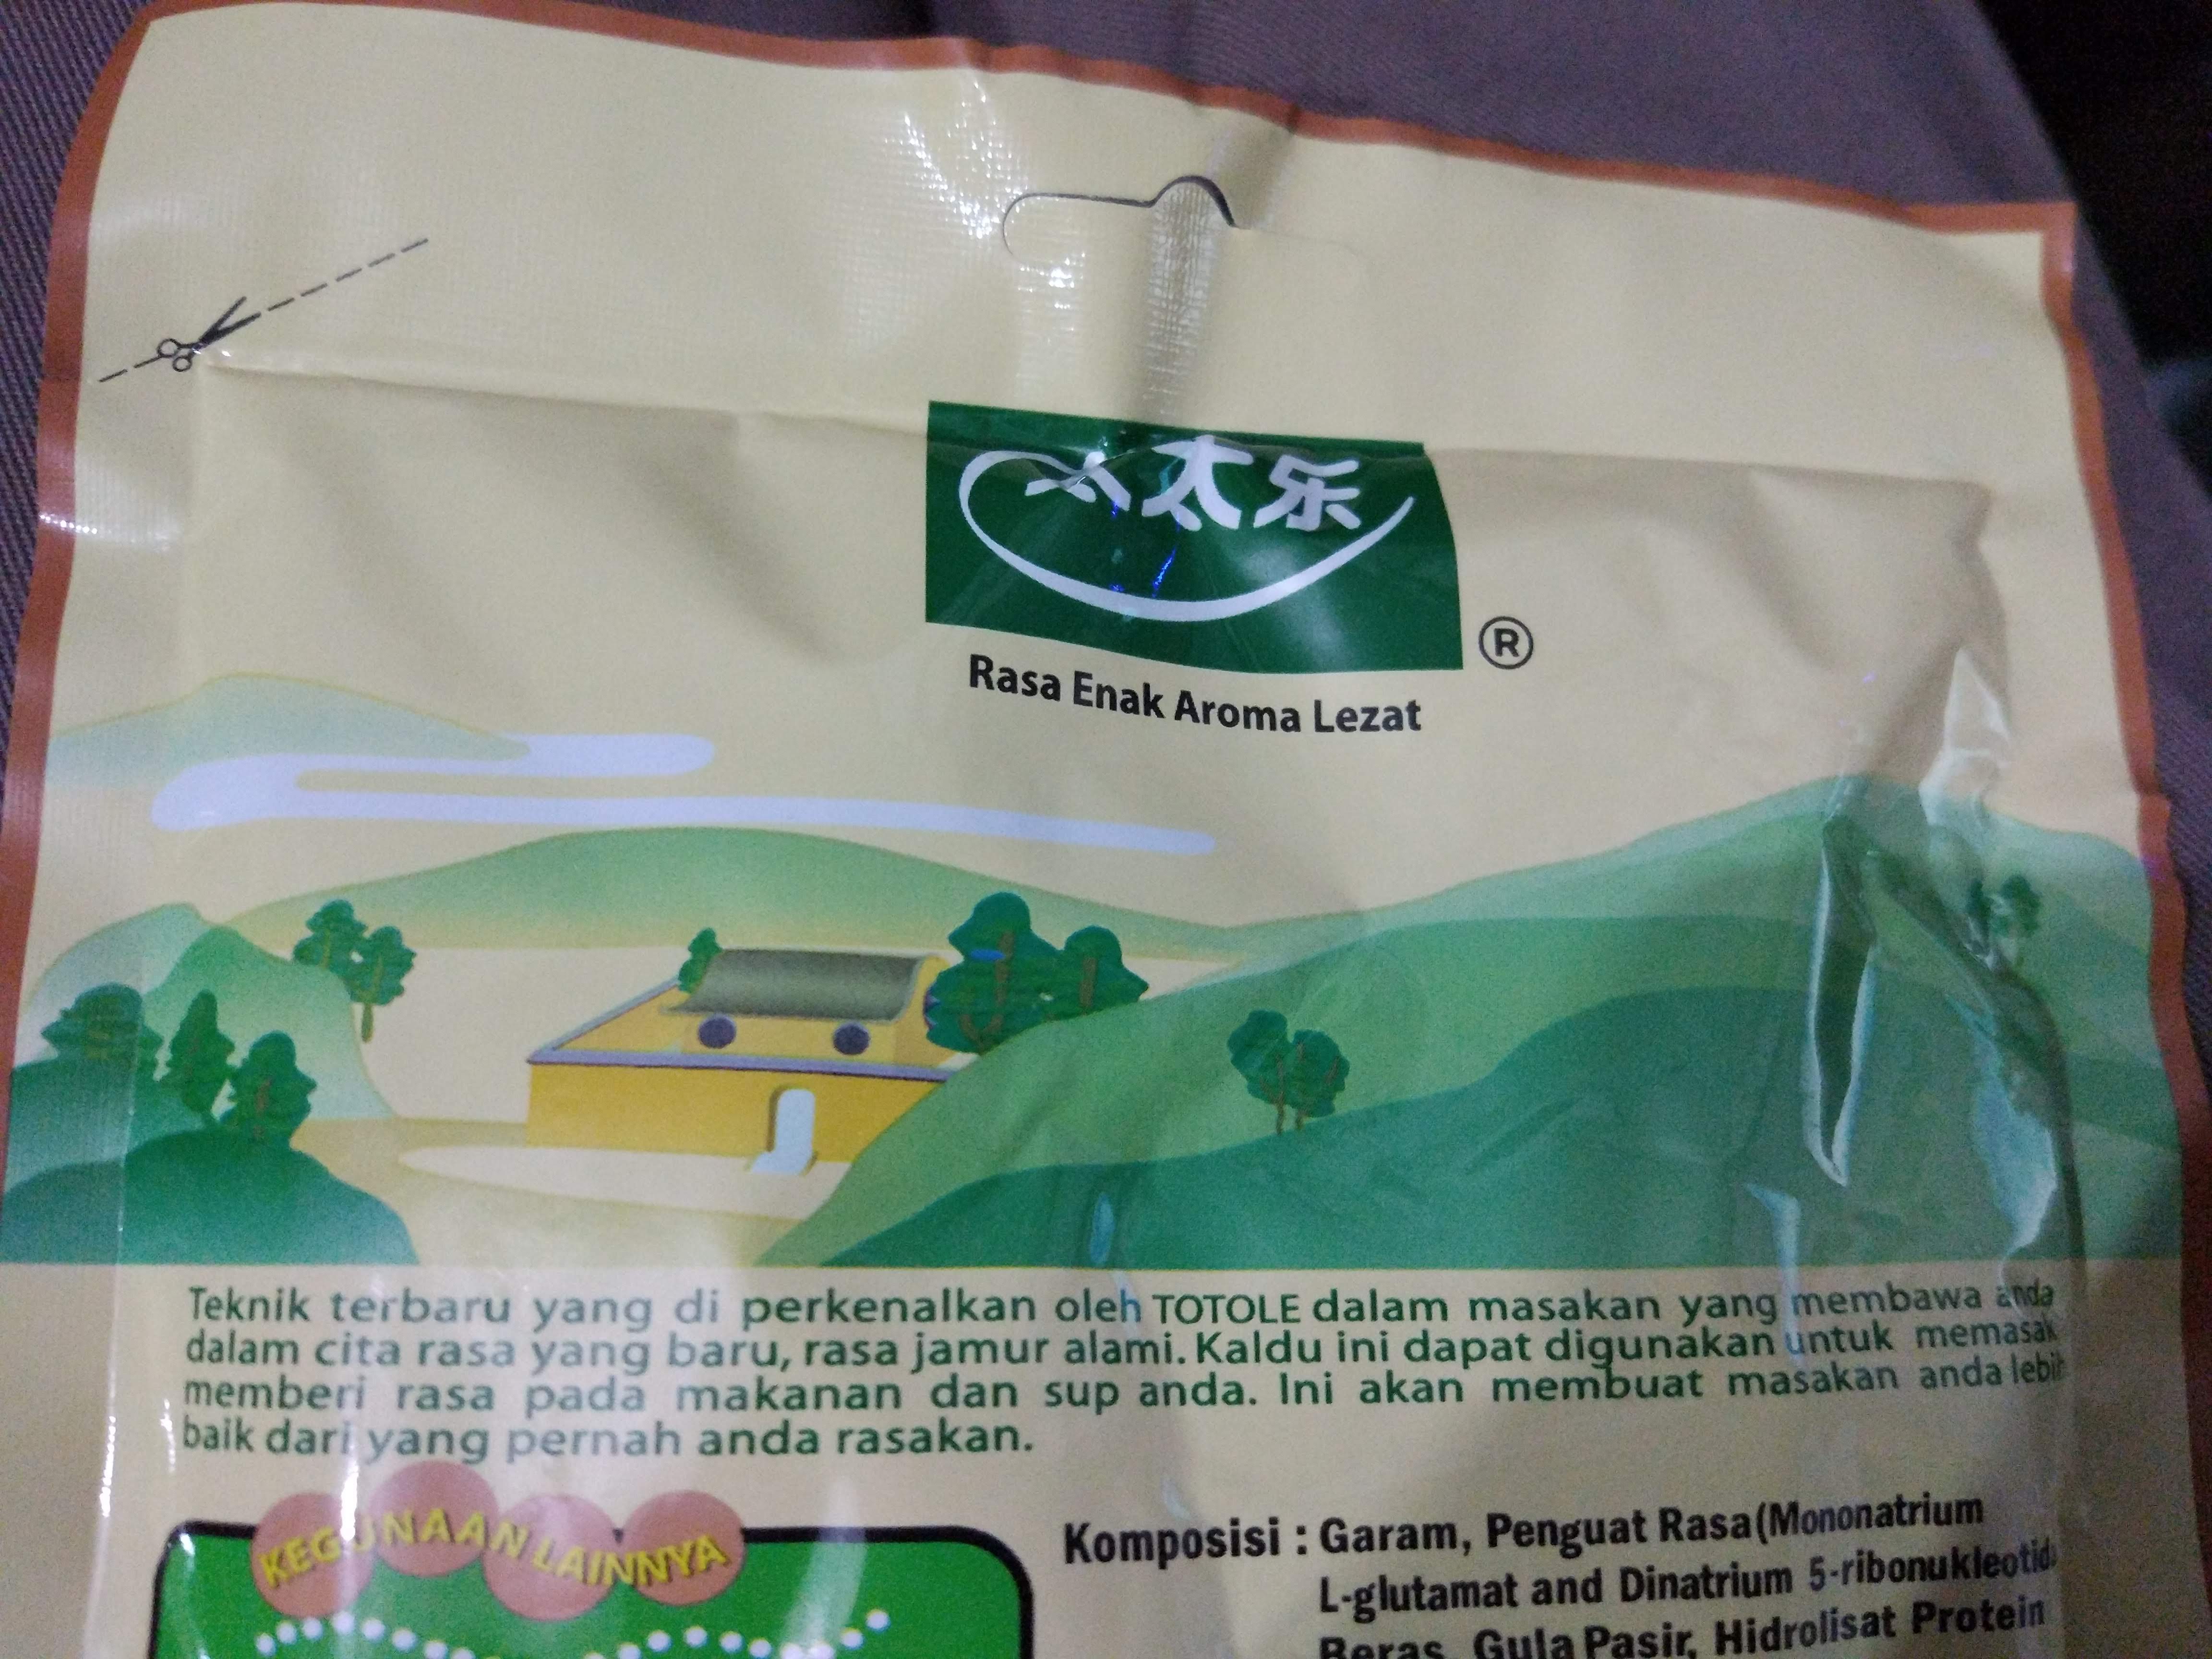 太太乐
®
Rasa Enak Aroma Lezat
Teknik terbaru yang di perkenalkan oleh TOTOLE dalam masakan yang membawa anda
dalam cita rasa yang baru, rasa jamur alami. Kaldu ini dapat digunakan untuk memasak
memberi rasa pada makanan dan sup anda. Ini akan membuat masakan anda lebih
baik dari yang pernah anda rasakan.
KEGUNAAN LAINNYA
Komposisi : Garam, Penguat Rasa (Mononatrium
L-glutamat and Dinatrium 5-ribonukleotida
Beras, Gula Pasir, Hidrolisat Protein